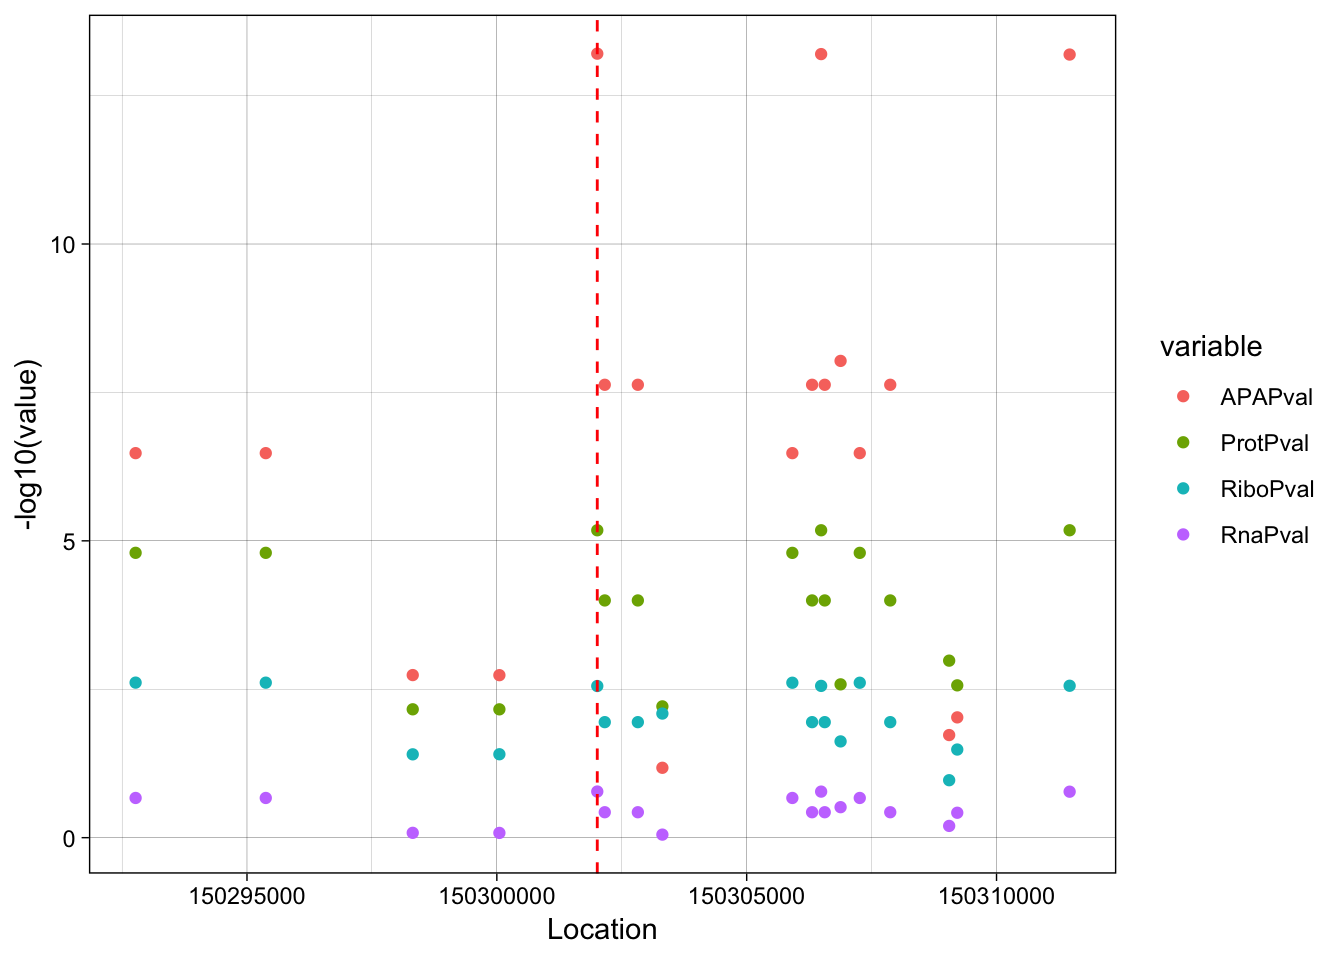 10
5
0
-log10(value)
150295000
150300000
150305000
150310000
Location
variable
APAPval
ProtPval
RiboPval
RnaPval